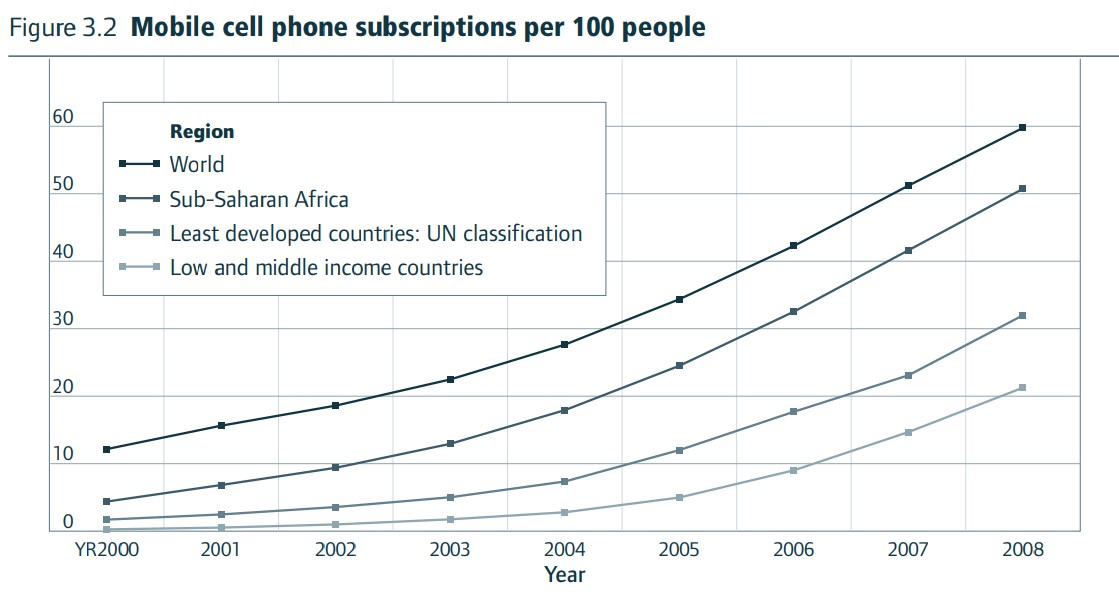 Figure 3.2 Mobile cell phone subscriptions per 100 people
Region
World
Sub-Saharan Africa
Least developed countries: UN classification
Low and middle income countries
60
50
40
30
20
10
0
YR2000 2001 2002 2003 2004 2005 2006 2007 2008
Year